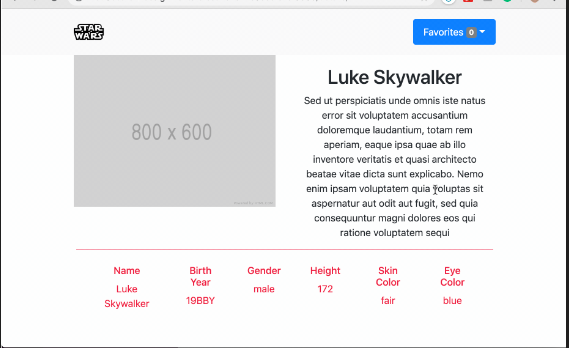 STAR
WARS
Favorites 0
800 x 600
Luke Skywalker
Sed ut perspiciatis unde omnis iste natus
error sit voluptatem accusantium
doloremque laudantium, totam rem
aperiam, eaque ipsa quae ab illo
inventore veritatis et quasi architecto
beatae vitae dicta sunt explicabo. Nemo
enim ipsam voluptatem quia voluptas sit
aspernatur aut odit aut fugit, sed quia
consequuntur magni dolores eos qui
ratione voluptatem sequi
Name Birth Year Gender Height Skin Color Eye Color
Luke Skywalker 19BBY male 172 fair blue